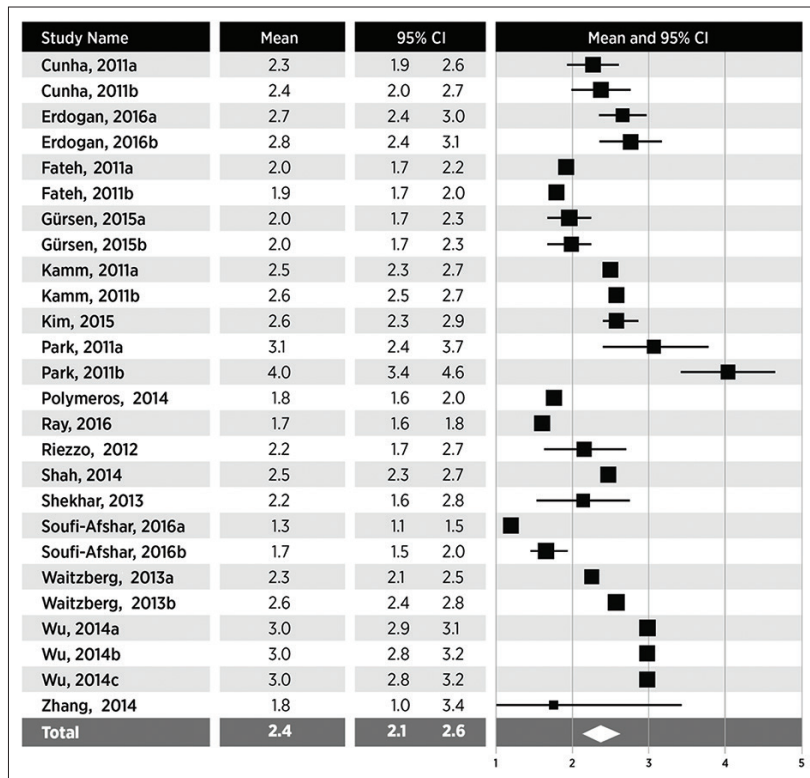 Study Name Mean 95% CI Mean and 95% CI
Cunha, 2011a 2.3 1.9 2.6
Cunha, 2011b 2.4 2.0 2.7
Erdogan, 2016a 2.7 2.4 3.0
Erdogan, 2016b 2.8 2.4 3.1
Fateh, 2011a 2.0 1.7 2.2
Fateh, 2011b 1.9 1.7 2.0
Gürsen, 2015a 2.0 1.7 2.3
Gürsen, 2015b 2.0 1.7 2.3
Kamm, 2011a 2.5 2.3 2.7
Kamm, 2011b 2.6 2.5 2.7
Kim, 2015 2.6 2.3 2.9
Park, 2011a 3.1 2.4 3.7
Park, 2011b 4.0 3.4 4.6
Polymeros, 2014 1.8 1.6 2.0
Ray, 2016 1.7 1.6 1.8
Riezzo, 2012 2.2 1.7 2.7
Shah, 2014 2.5 2.3 2.7
Shekhar, 2013 2.2 1.6 2.8
Soufi-Afshar, 2016a 1.3 1.1 1.5
Soufi-Afshar, 2016b 1.7 1.5 2.0
Waitzberg, 2013a 2.3 2.1 2.5
Waitzberg, 2013b 2.6 2.4 2.8
Wu, 2014a 3.0 2.9 3.1
Wu, 2014b 3.0 2.8 3.2
Wu, 2014c 3.0 2.8 3.2
Zhang, 2014 1.8 1.0 3.4
Total 2.4 2.1 2.6
1 2 3 4 5